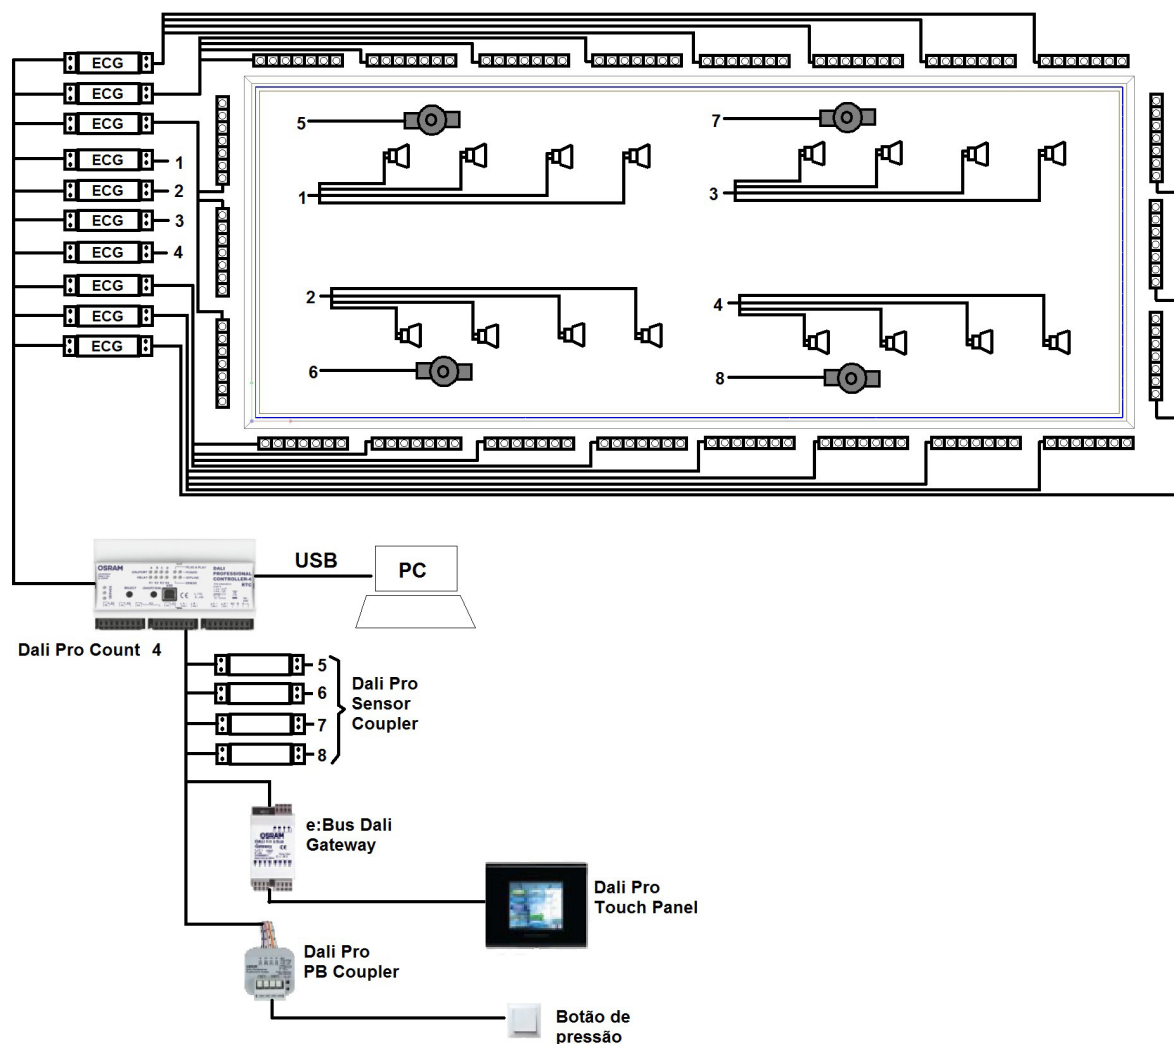 ECG
ECG
ECG
ECG 1
ECG 2
ECG 3
ECG 4
ECG
ECG
ECG
5
7
1
3
2
4
6
8
OSRAM
DALI
PROFESSIONAL
CONTROLLER-4
RTC
USB
PC
Dali Pro Count 4
5
6
7
8
Dali Pro
Sensor
Coupler
OSRAM
Gateway
e:Bus Dali
Gateway
Dali Pro
Touch Panel
Dali Pro
PB Coupler
Botão de
pressão